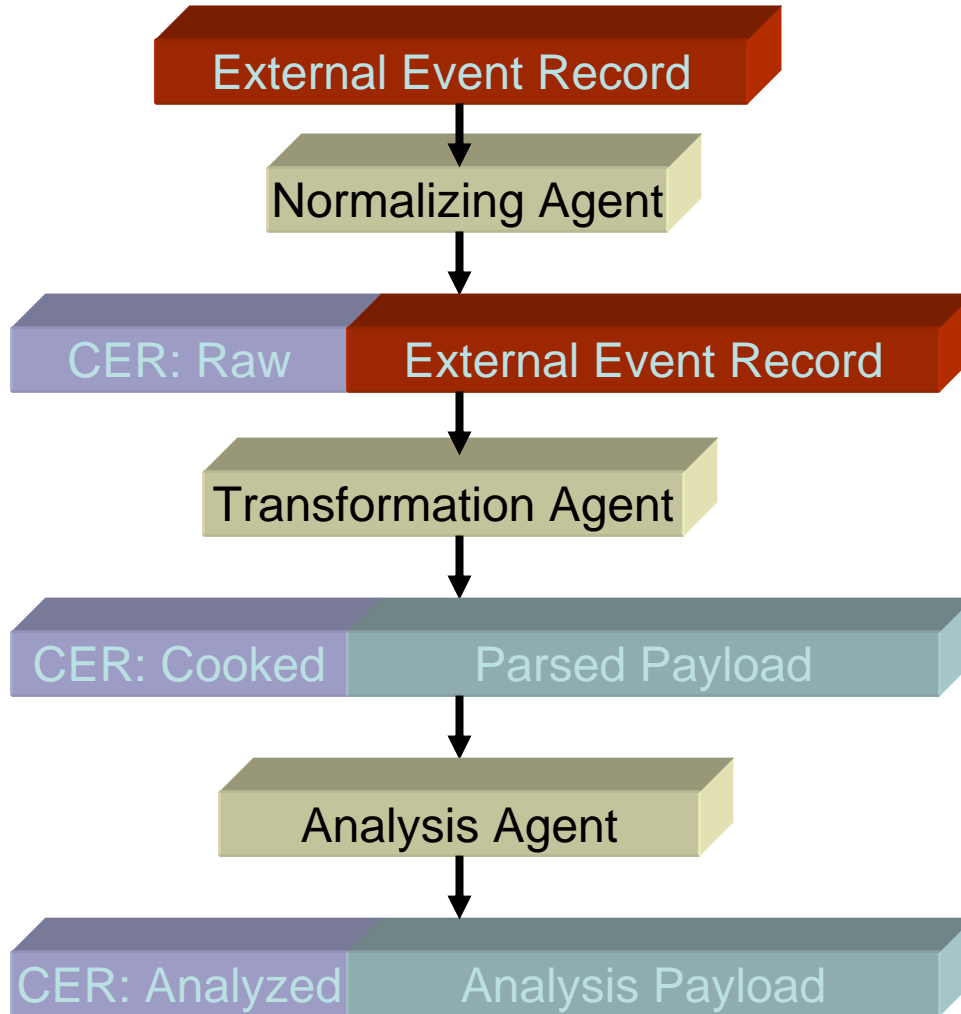 External Event Record
Normalizing Agent
CER: Raw External Event Record
Transformation Agent
CER: Cooked Parsed Payload
Analysis Agent
CER: Analyzed Analysis Payload